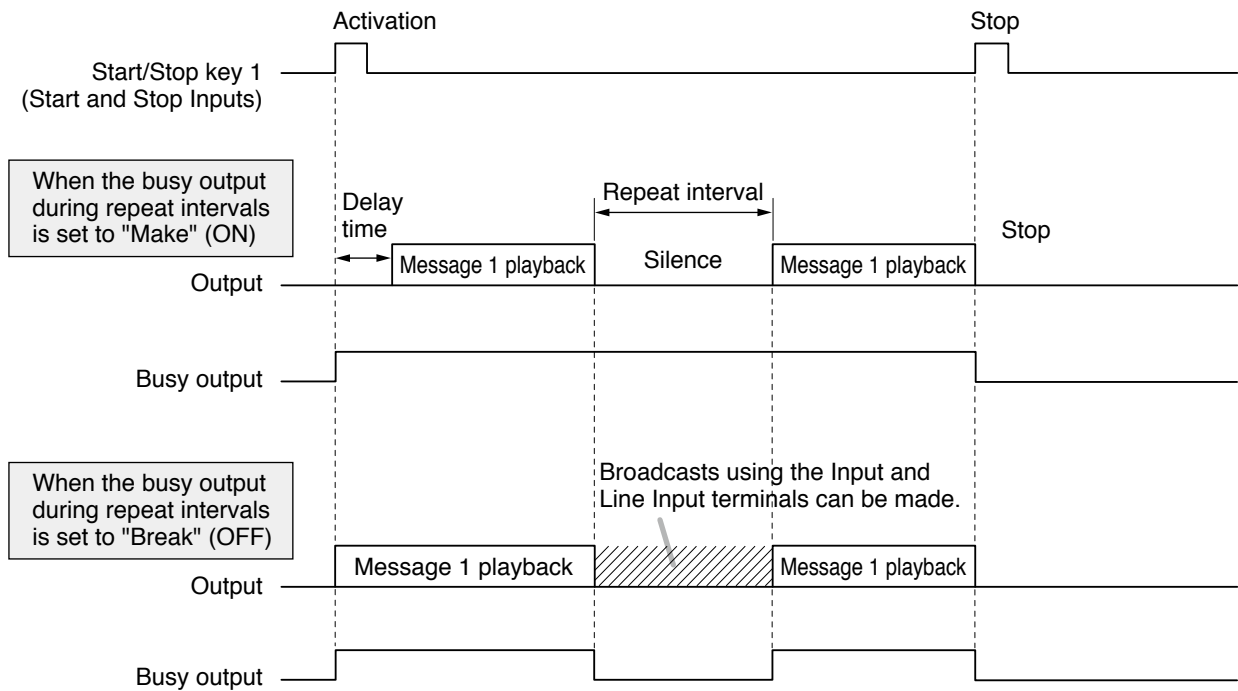 Activation
Stop
Start/Stop key 1
(Start and Stop Inputs)
When the busy output
during repeat intervals
is set to "Make" (ON)
Delay
time
Repeat interval
Stop
Message 1 playback
Silence
Message 1 playback
Output
Busy output
When the busy output
during repeat intervals
is set to "Break" (OFF)
Broadcasts using the Input and
Line Input terminals can be made.
Message 1 playback
Message 1 playback
Output
Busy output